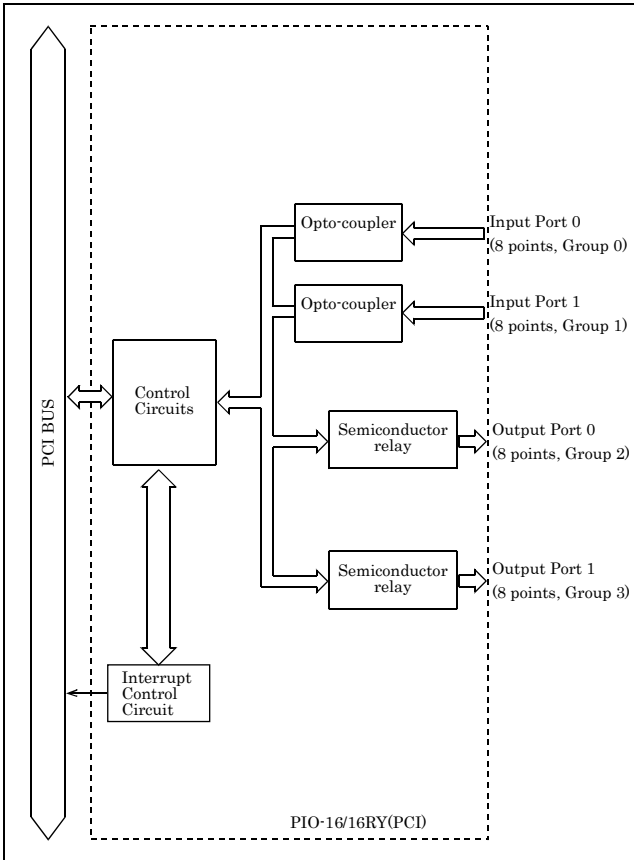 Opto-coupler
Input Port 0
(8 points, Group 0)
Opto-coupler
Input Port 1
(8 points, Group 1)
PCI BUS
Control
Circuits
Semiconductor
relay
Output Port 0
(8 points, Group 2)
Semiconductor
relay
Output Port 1
(8 points, Group 3)
Interrupt
Control
Circuit
PIO-16/16RY(PCI)